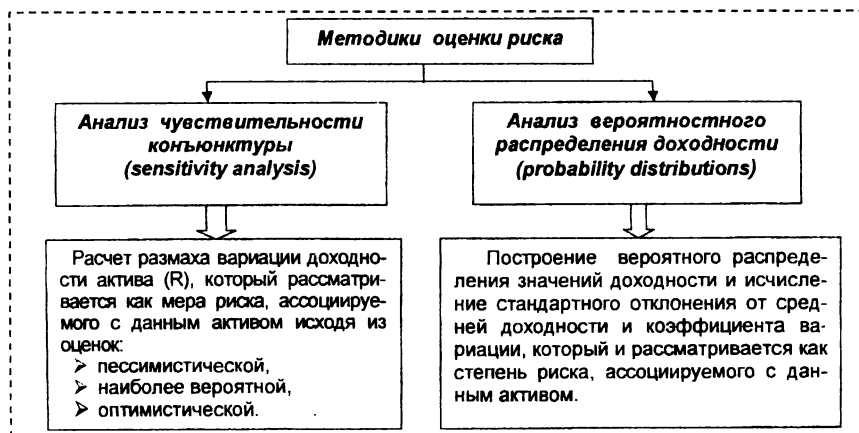 Методики оценки риска
Анализ чувствительности
конъюнктуры
(sensitivity analysis)
Анализ вероятностного
распределения доходности
(probability distributions)
Расчет размаха вариации доходно-
сти актива (R), который рассматри-
вается как мера риска, ассоциируе-
мого с данным активом исходя из
оценок:
➢ пессимистической,
➢ наиболее вероятной,
➢ оптимистической.
Построение вероятного распреде-
ления значений доходности и исчисле-
ние стандартного отклонения от сред-
ней доходности и коэффициента ва-
риации, который и рассматривается как
степень риска, ассоциируемого с дан-
ным активом.